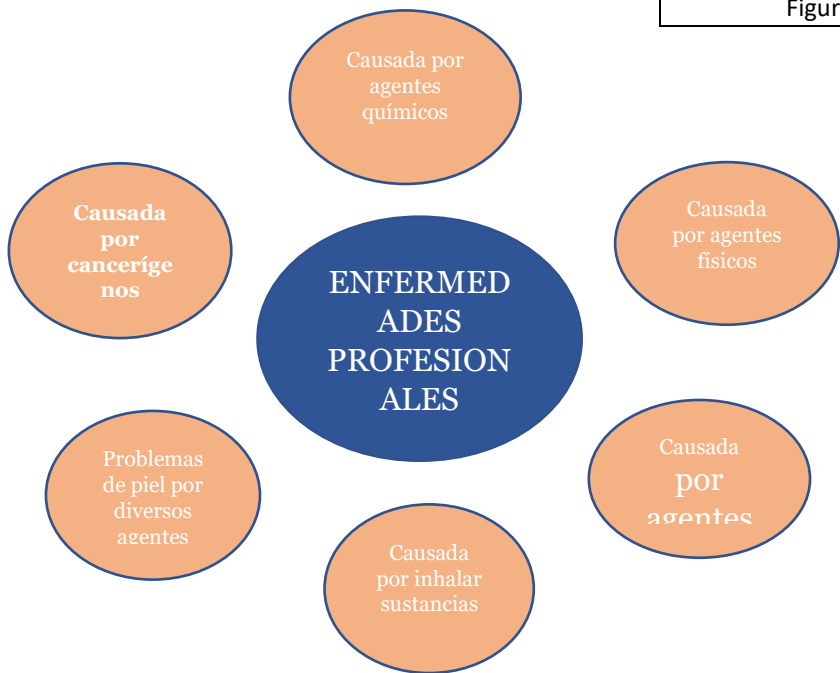 Figur
Causada por
agentes
químicos
Causada
por
canceríge
nos
Causada
por agentes
físicos
ENFERMED
ADES
PROFESION
ALES
Problemas
de piel por
diversos
agentes
Causada
por
agentes
Causada
por inhalar
sustancias